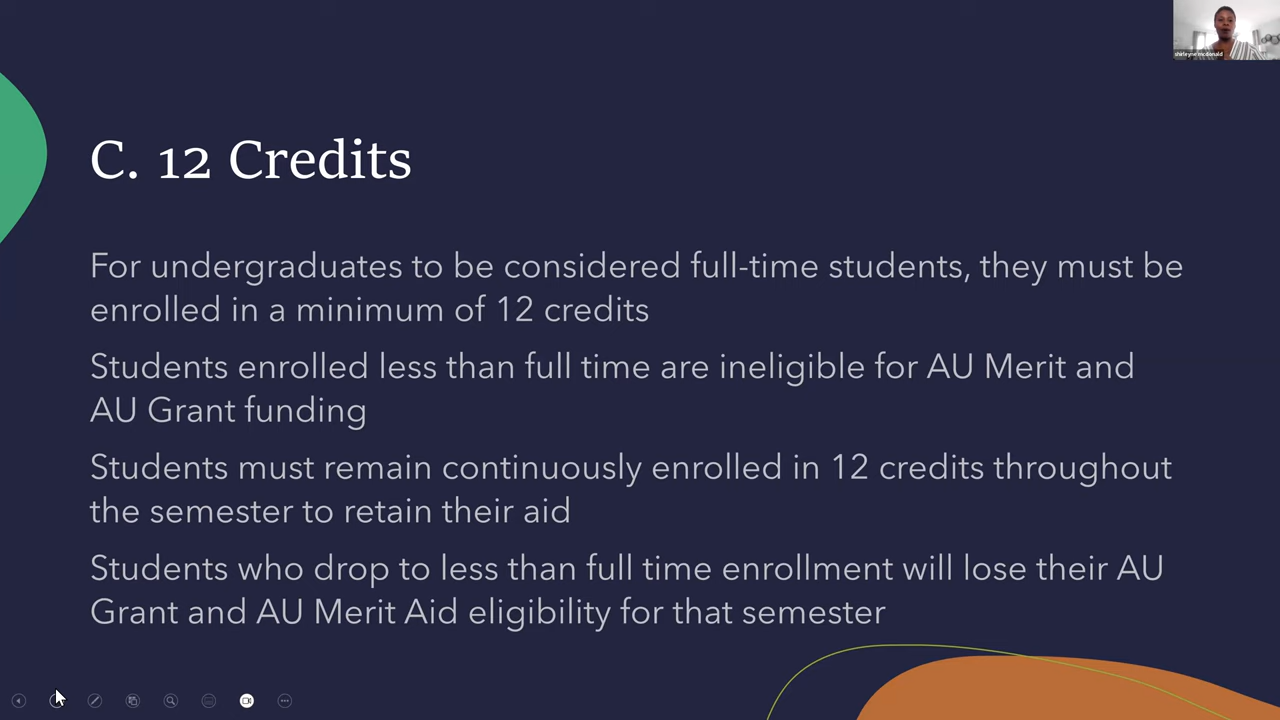 shirleyne mcdonald
C. 12 Credits
For undergraduates to be considered full-time students, they must be
enrolled in a minimum of 12 credits
Students enrolled less than full time are ineligible for AU Merit and
AU Grant funding
Students must remain continuously enrolled in 12 credits throughout
the semester to retain their aid
Students who drop to less than full time enrollment will lose their AU
Grant and AU Merit Aid eligibility for that semester